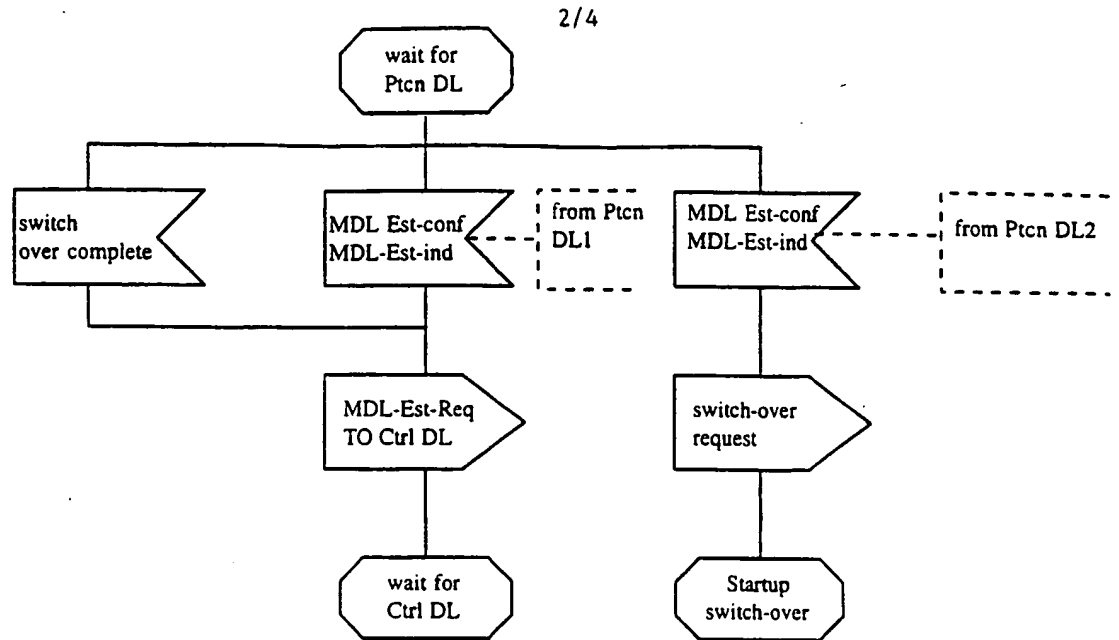 2/4
wait for
Ptcn DL
switch
over complete
MDL Est-conf
MDL-Est-ind
from Ptcn
DL1
MDL Est-conf
MDL-Est-ind
from Ptcn DL2
MDL-Est-Req
TO Ctrl DL
switch-over
request
wait for
Ctrl DL
Startup
switch-over